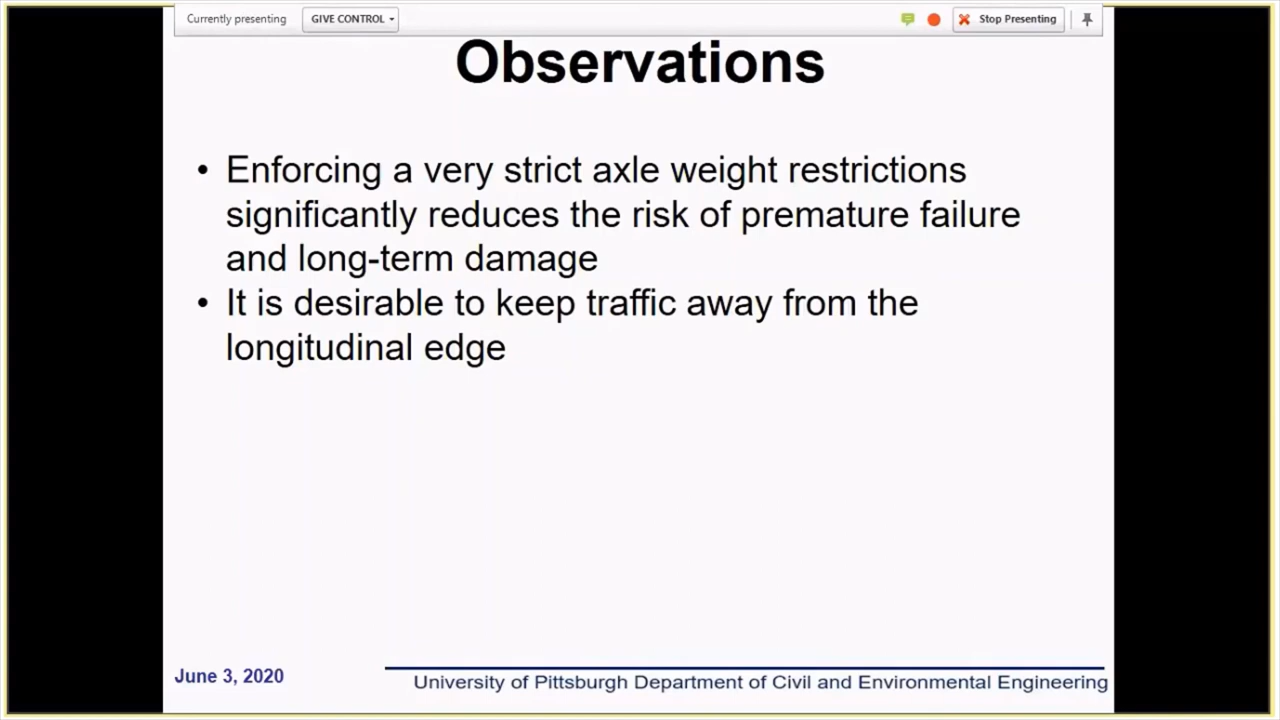 Currently presenting
GIVE CONTROL
Stop Presenting
Observations
• Enforcing a very strict axle weight restrictions
significantly reduces the risk of premature failure
and long-term damage
• It is desirable to keep traffic away from the
longitudinal edge
June 3, 2020
University of Pittsburgh Department of Civil and Environmental Engineering